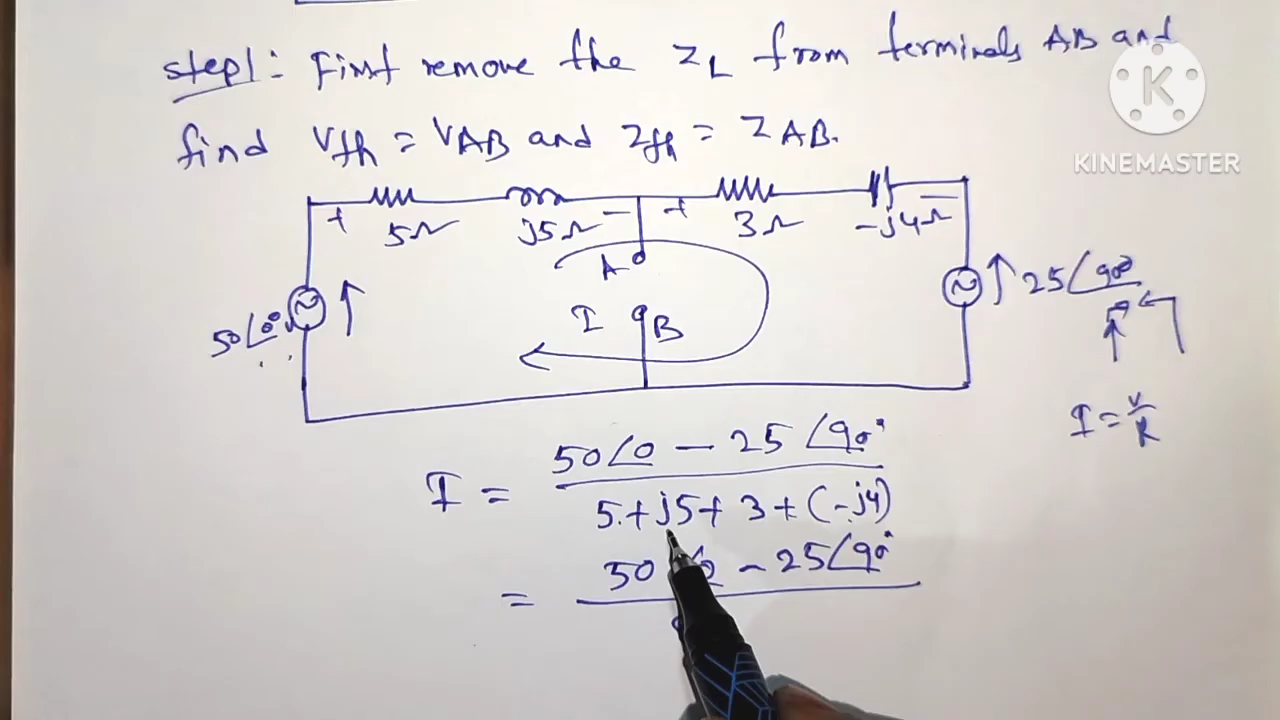 step1: First remove the ZL from terminals AB and
find Vth = VAB and Zth = ZAB.
K
KINEMASTER
+ 5Ω j5Ω - + 3Ω -j4Ω -
A
I B
50∠0°
25∠90°
I = V/R
I = 50∠0 - 25∠90° / 5+j5+3+(-j4)
= 50∠0 - 25∠90°